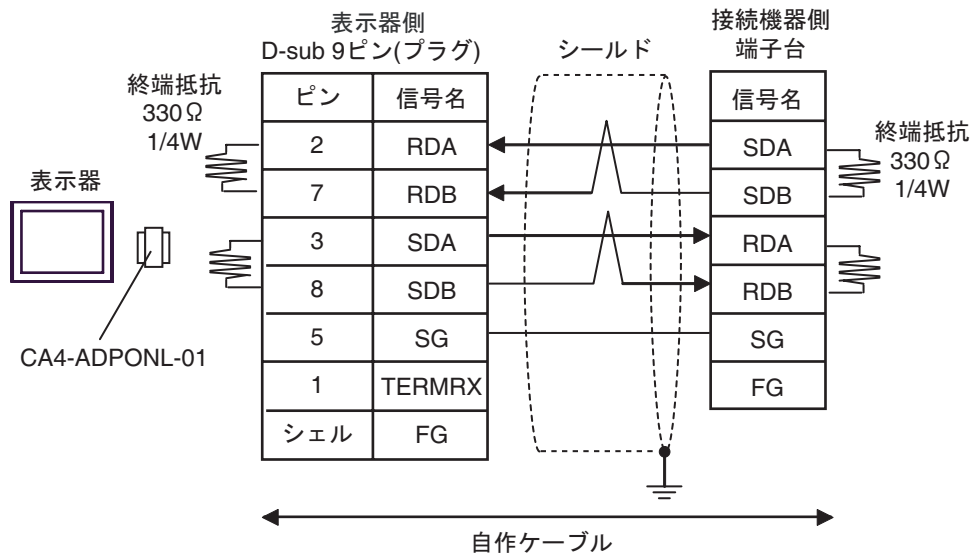 表示器側
D-sub 9ピン(プラグ)
シールド
接続機器側
端子台
終端抵抗
330Ω
1/4W
ピン 信号名
2 RDA
7 RDB
3 SDA
8 SDB
5 SG
1 TERMRX
シェル FG
信号名
SDA
SDB
RDA
RDB
SG
FG
終端抵抗
330Ω
1/4W
表示器
CA4-ADPONL-01
自作ケーブル